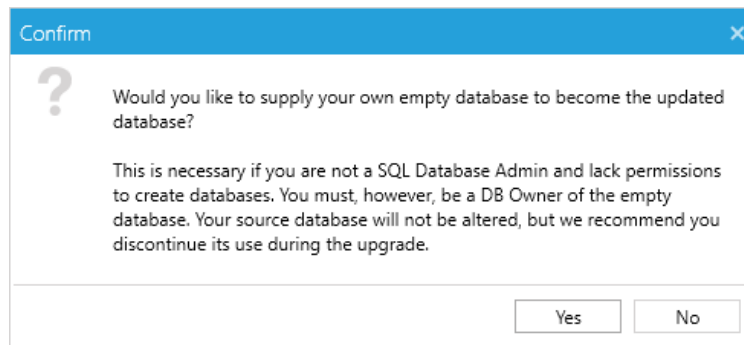 Confirm
Would you like to supply your own empty database to become the updated
database?
This is necessary if you are not a SQL Database Admin and lack permissions
to create databases. You must, however, be a DB Owner of the empty
database. Your source database will not be altered, but we recommend you
discontinue its use during the upgrade.
Yes No